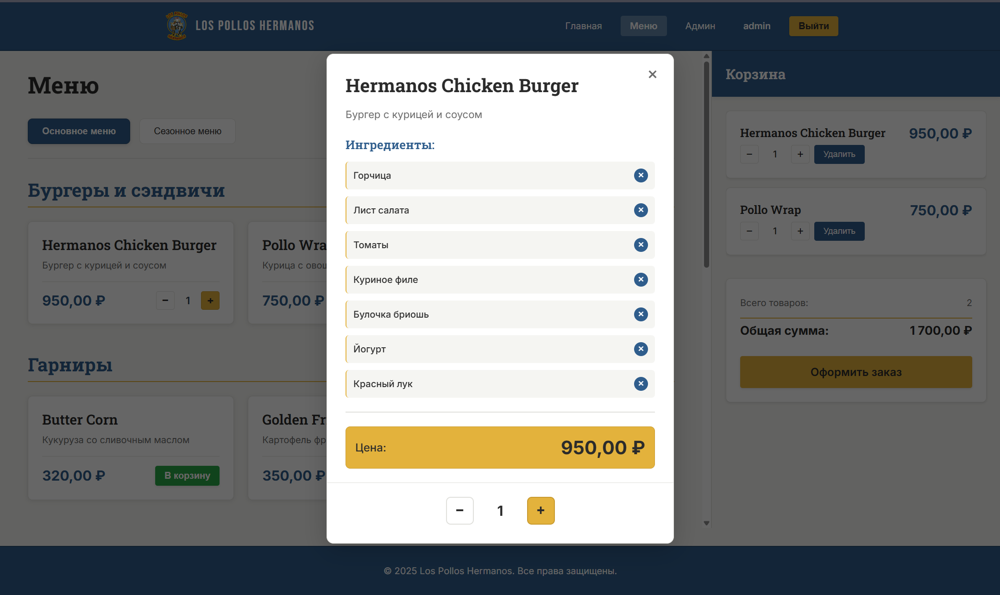 LOS POLLOS
HERMANOS
LOS POLLOS HERMANOS
Главная
Меню
Админ
admin
Выйти
Меню
Основное меню
Сезонное меню
Бургеры и сэндвичи
Hermanos Chicken Burger
Бургер с курицей и соусом
950,00 ₽
− 1 +
Pollo Wra
Курица с овощ
750,00 ₽
Гарниры
Butter Corn
Кукуруза со сливочным маслом
320,00 ₽
В корзину
Golden Fr
Картофель фр
350,00 ₽
Hermanos Chicken Burger
×
Бургер с курицей и соусом
Ингредиенты:
Горчица ×
Лист салата ×
Томаты ×
Куриное филе ×
Булочка бриошь ×
Йогурт ×
Красный лук ×
Цена: 950,00 ₽
− 1 +
Корзина
Hermanos Chicken Burger 950,00 ₽
− 1 + Удалить
Pollo Wrap 750,00 ₽
− 1 + Удалить
Всего товаров: 2
Общая сумма: 1 700,00 ₽
Оформить заказ
© 2025 Los Pollos Hermanos. Все права защищены.